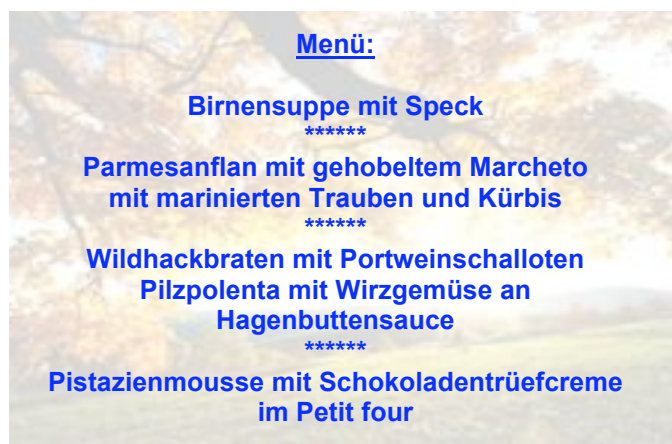 Menü:
Birnensuppe mit Speck
******
Parmesanflan mit gehobeltem Marcheto
mit marinierten Trauben und Kürbis
******
Wildhackbraten mit Portweinschalloten
Pilzpolenta mit Wirzgemüse an
Hagenbuttensauce
******
Pistazienmousse mit Schokoladentrüefcreme
im Petit four